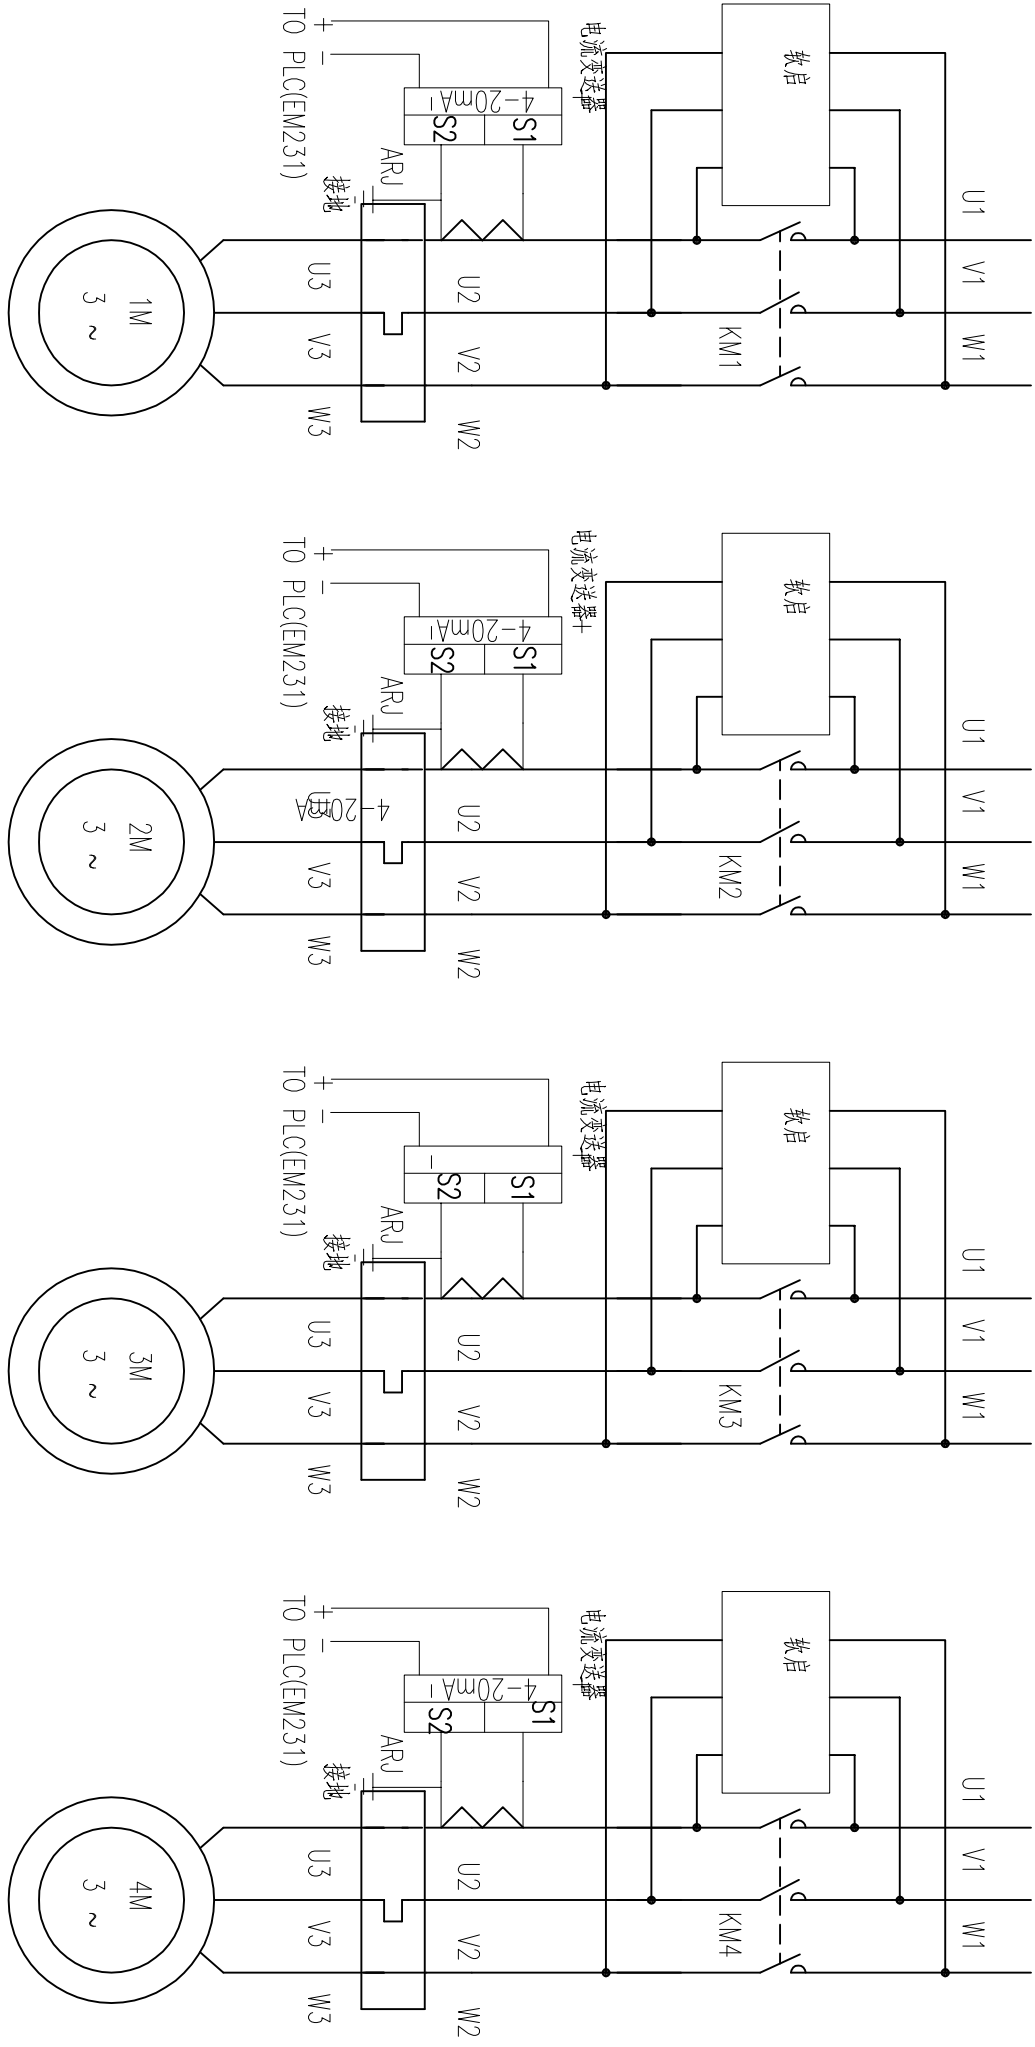 TO PLC(EM231)
+
-
电流变送器
+
4-20mA
-
S2
S1
软启
ARJ
接地
U1
V1
W1
U2
V2
W2
U3
V3
W3
KM1
1M
3 ~
TO PLC(EM231)
+
-
电流变送器
+
4-20mA
-
S2
S1
软启
ARJ
接地
U1
V1
W1
U2
V2
W2
U3
4-20A
V3
W3
KM2
2M
3 ~
TO PLC(EM231)
+
-
电流变送器
+
-
S2
S1
软启
ARJ
接地
U1
V1
W1
U2
V2
W2
U3
V3
W3
KM3
3M
3 ~
TO PLC(EM231)
+
-
电流变送器
+
4-20mA
-
S2
S1
软启
ARJ
接地
U1
V1
W1
U2
V2
W2
U3
V3
W3
KM4
4M
3 ~